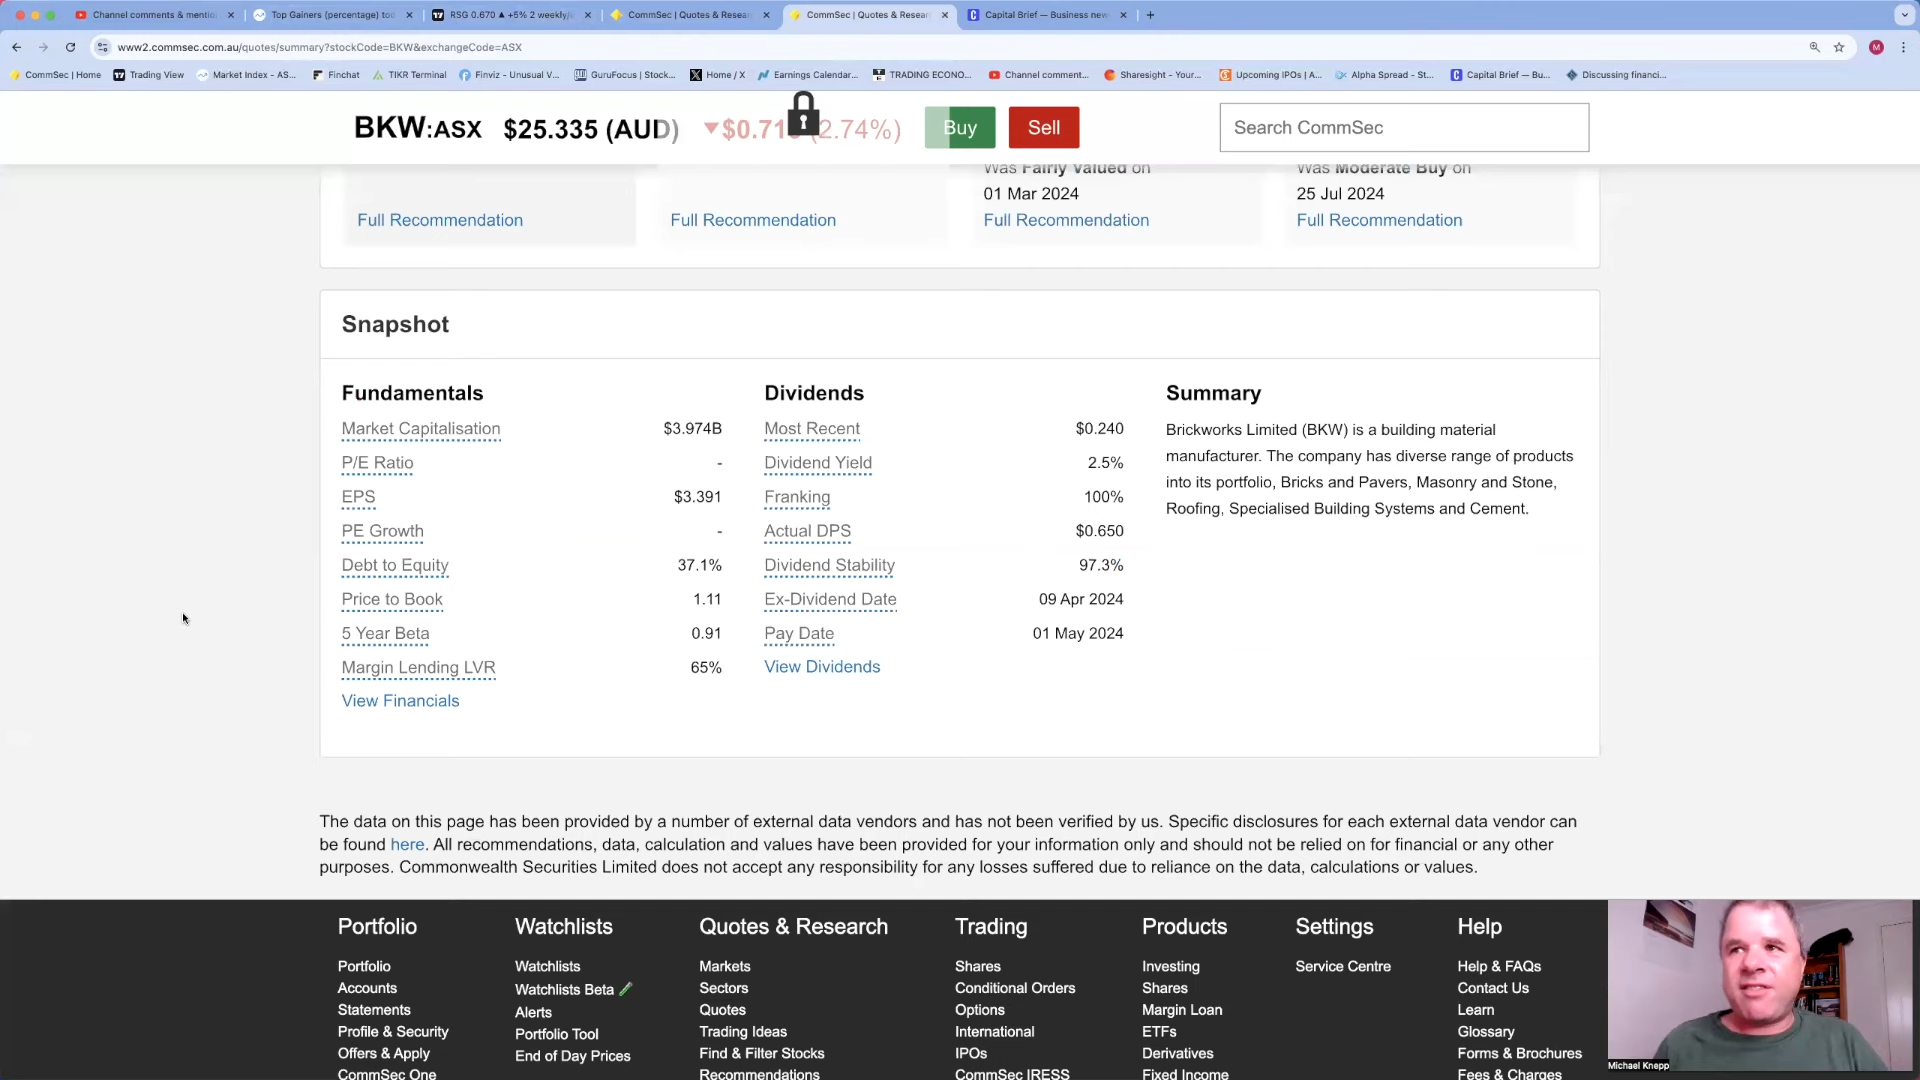 Channel comments & mentio
Top Gainers (percentage) to
RSG 0.670 ▲ +5% 2 weekly/
CommSec | Quotes & Resear
CommSec | Quotes & Resear
Capital Brief — Business new
www2.commsec.com.au/quotes/summary?stockCode=BKW&exchangeCode=ASX
M
CommSec | Home
Trading View
Market Index - AS...
Finchat
TIKR Terminal
Finviz - Unusual V...
GuruFocus | Stock...
Home / X
Earnings Calendar...
TRADING ECONO...
Channel comment...
Sharesight - Your...
Upcoming IPOs | A...
Alpha Spread - St...
Capital Brief — Bu...
Discussing financi...
BKW:ASX $25.335 (AUD) ▼$0.71 (2.74%) Buy Sell
Search CommSec
Was Fairly Valued on
01 Mar 2024
Was Moderate Buy on
25 Jul 2024
Full Recommendation
Full Recommendation
Full Recommendation
Full Recommendation
Snapshot
Fundamentals
Market Capitalisation $3.974B
P/E Ratio -
EPS $3.391
PE Growth -
Debt to Equity 37.1%
Price to Book 1.11
5 Year Beta 0.91
Margin Lending LVR 65%
View Financials
Dividends
Most Recent $0.240
Dividend Yield 2.5%
Franking 100%
Actual DPS $0.650
Dividend Stability 97.3%
Ex-Dividend Date 09 Apr 2024
Pay Date 01 May 2024
View Dividends
Summary
Brickworks Limited (BKW) is a building material
manufacturer. The company has diverse range of products
into its portfolio, Bricks and Pavers, Masonry and Stone,
Roofing, Specialised Building Systems and Cement.
The data on this page has been provided by a number of external data vendors and has not been verified by us. Specific disclosures for each external data vendor can
be found here. All recommendations, data, calculation and values have been provided for your information only and should not be relied on for financial or any other
purposes. Commonwealth Securities Limited does not accept any responsibility for any losses suffered due to reliance on the data, calculations or values.
Portfolio
Portfolio
Accounts
Statements
Profile & Security
Offers & Apply
CommSec One
Watchlists
Watchlists
Watchlists Beta
Alerts
Portfolio Tool
End of Day Prices
Quotes & Research
Markets
Sectors
Quotes
Trading Ideas
Find & Filter Stocks
Recommendations
Trading
Shares
Conditional Orders
Options
International
IPOs
CommSec IRESS
Products
Investing
Shares
Margin Loan
ETFs
Derivatives
Fixed Income
Settings
Service Centre
Help
Help & FAQs
Contact Us
Learn
Glossary
Forms & Brochures
Fees & Charges
Michael Knepp